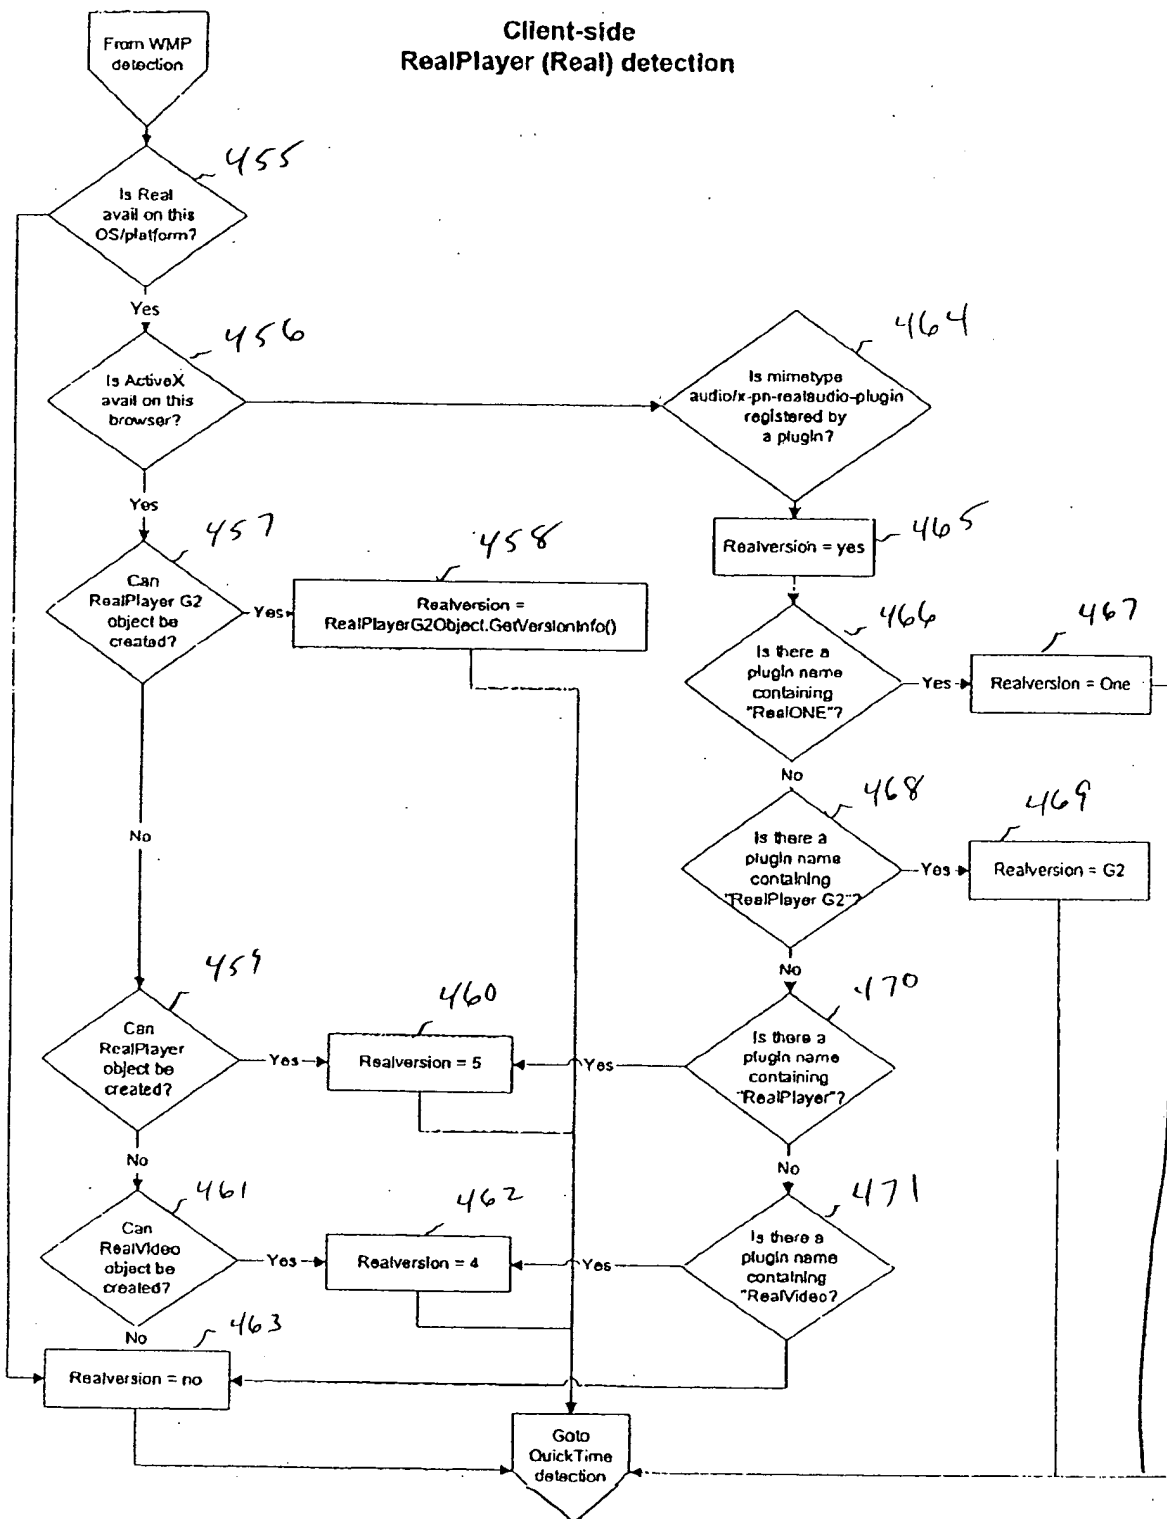 Client-side
RealPlayer (Real) detection
From WMP
detection
455
Is Real
avail on this
OS/platform?
Yes
456
Is ActiveX
avail on this
browser?
464
Is mimetype
audio/x-pn-realaudio-plugin
registered by
a plugin?
Yes
457
Can
RealPlayer G2
object be
created?
Yes
458
Realversion =
RealPlayerG2Object.GetVersionInfo()
465
Realversion = yes
466
Is there a
plugin name
containing
"RealONE"?
Yes
467
Realversion = One
No
No
468
Is there a
plugin name
containing
"RealPlayer G2"?
Yes
469
Realversion = G2
No
459
Can
RealPlayer
object be
created?
Yes
460
Realversion = 5
Yes
470
Is there a
plugin name
containing
"RealPlayer"?
No
No
461
Can
RealVideo
object be
created?
Yes
462
Realversion = 4
Yes
471
Is there a
plugin name
containing
"RealVideo?
No
463
Realversion = no
Goto
QuickTime
detection